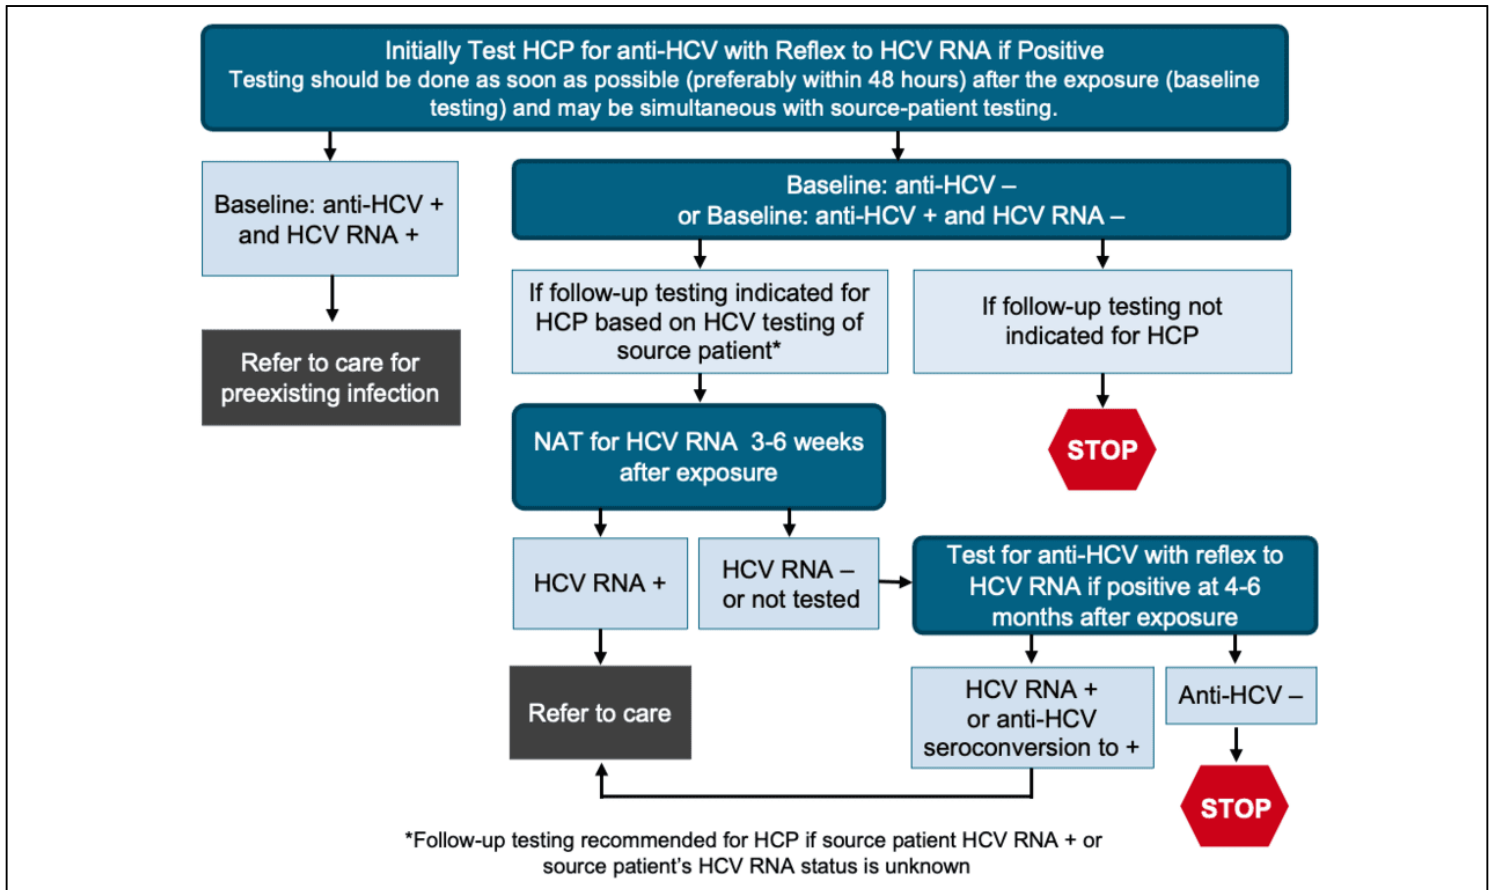 Initially Test HCP for anti-HCV with Reflex to HCV RNA if Positive
Testing should be done as soon as possible (preferably within 48 hours) after the exposure (baseline
testing) and may be simultaneous with source-patient testing.
Baseline: anti-HCV +
and HCV RNA +
Refer to care for
preexisting infection
Baseline: anti-HCV –
or Baseline: anti-HCV + and HCV RNA –
If follow-up testing indicated for
HCP based on HCV testing of
source patient*
If follow-up testing not
indicated for HCP
STOP
NAT for HCV RNA 3-6 weeks
after exposure
HCV RNA +
HCV RNA –
or not tested
Test for anti-HCV with reflex to
HCV RNA if positive at 4-6
months after exposure
Refer to care
HCV RNA +
or anti-HCV
seroconversion to +
Anti-HCV –
STOP
*Follow-up testing recommended for HCP if source patient HCV RNA + or
source patient's HCV RNA status is unknown